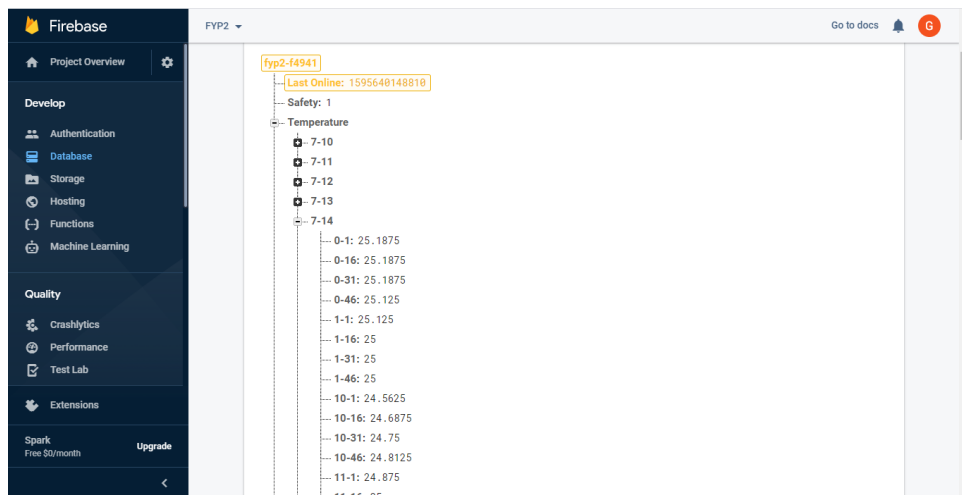 Firebase
FYP2
Go to docs
G
Project Overview
Develop
Authentication
Database
Storage
Hosting
Functions
Machine Learning
Quality
Crashlytics
Performance
Test Lab
Extensions
Spark
Free $0/month
Upgrade
fyp2-f4941
Last Online: 1595640148810
Safety: 1
Temperature
7-10
7-11
7-12
7-13
7-14
0-1: 25.1875
0-16: 25.1875
0-31: 25.1875
0-46: 25.125
1-1: 25.125
1-16: 25
1-31: 25
1-46: 25
10-1: 24.5625
10-16: 24.6875
10-31: 24.75
10-46: 24.8125
11-1: 24.875